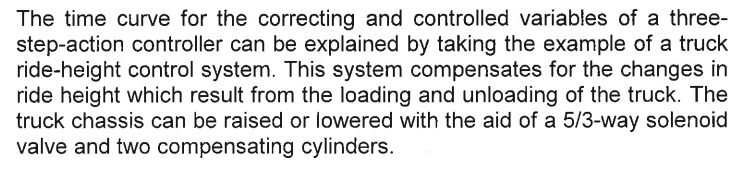 The time curve for the correcting and controlled variables of a three-
step-action controller can be explained by taking the example of a truck
ride-height control system. This system compensates for the changes in
ride height which result from the loading and unloading of the truck. The
truck chassis can be raised or lowered with the aid of a 5/3-way solenoid
valve and two compensating cylinders.